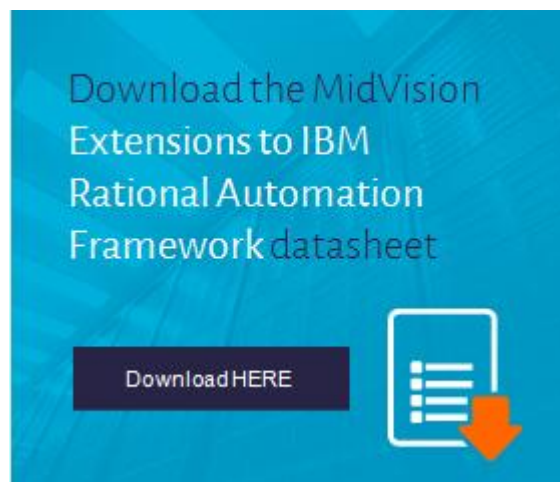 Download the MidVision
Extensions to IBM
Rational Automation
Framework datasheet
Download HERE